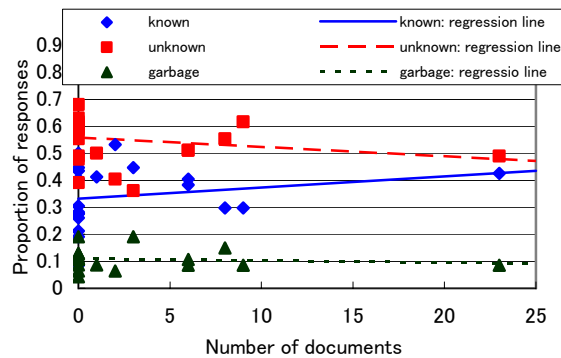 known known: regression line
unknown unknown: regression line
garbage garbage: regressio line
0.9
0.8
0.7
0.6
0.5
0.4
0.3
0.2
0.1
0
0 5 10 15 20 25
Proportion of responses
Number of documents